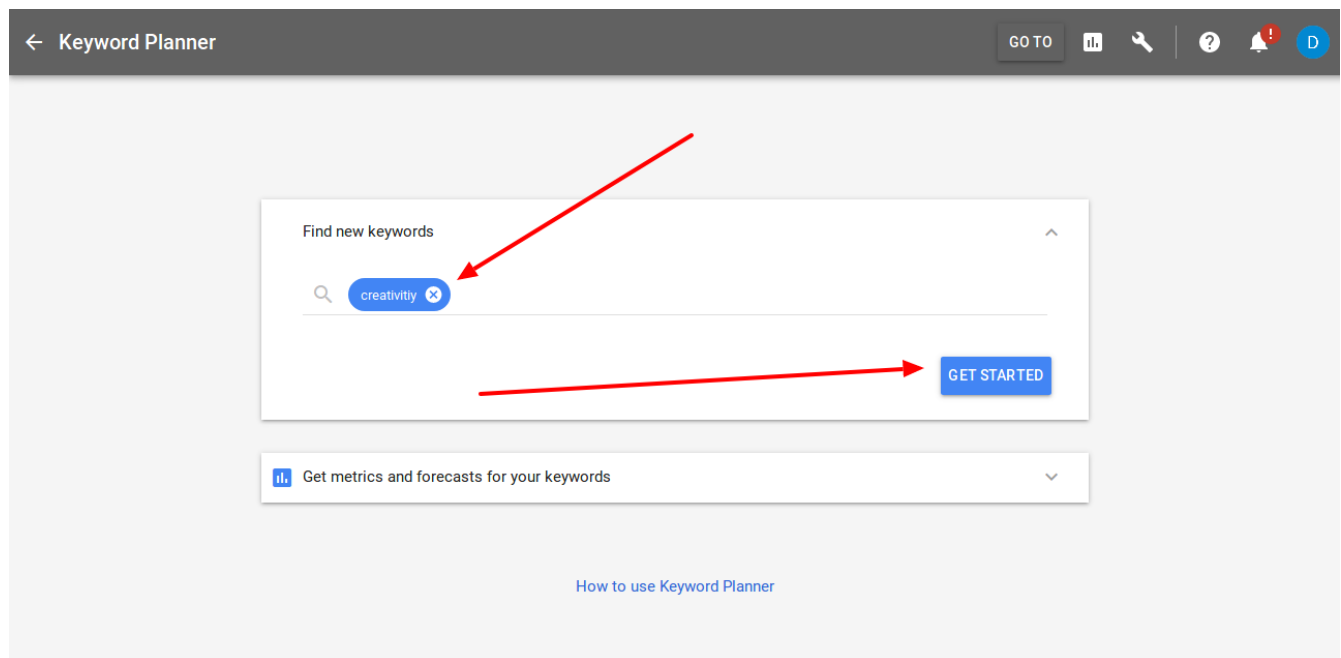 Keyword Planner
GO TO
!
D
Find new keywords
creativitiy
GET STARTED
Get metrics and forecasts for your keywords
How to use Keyword Planner